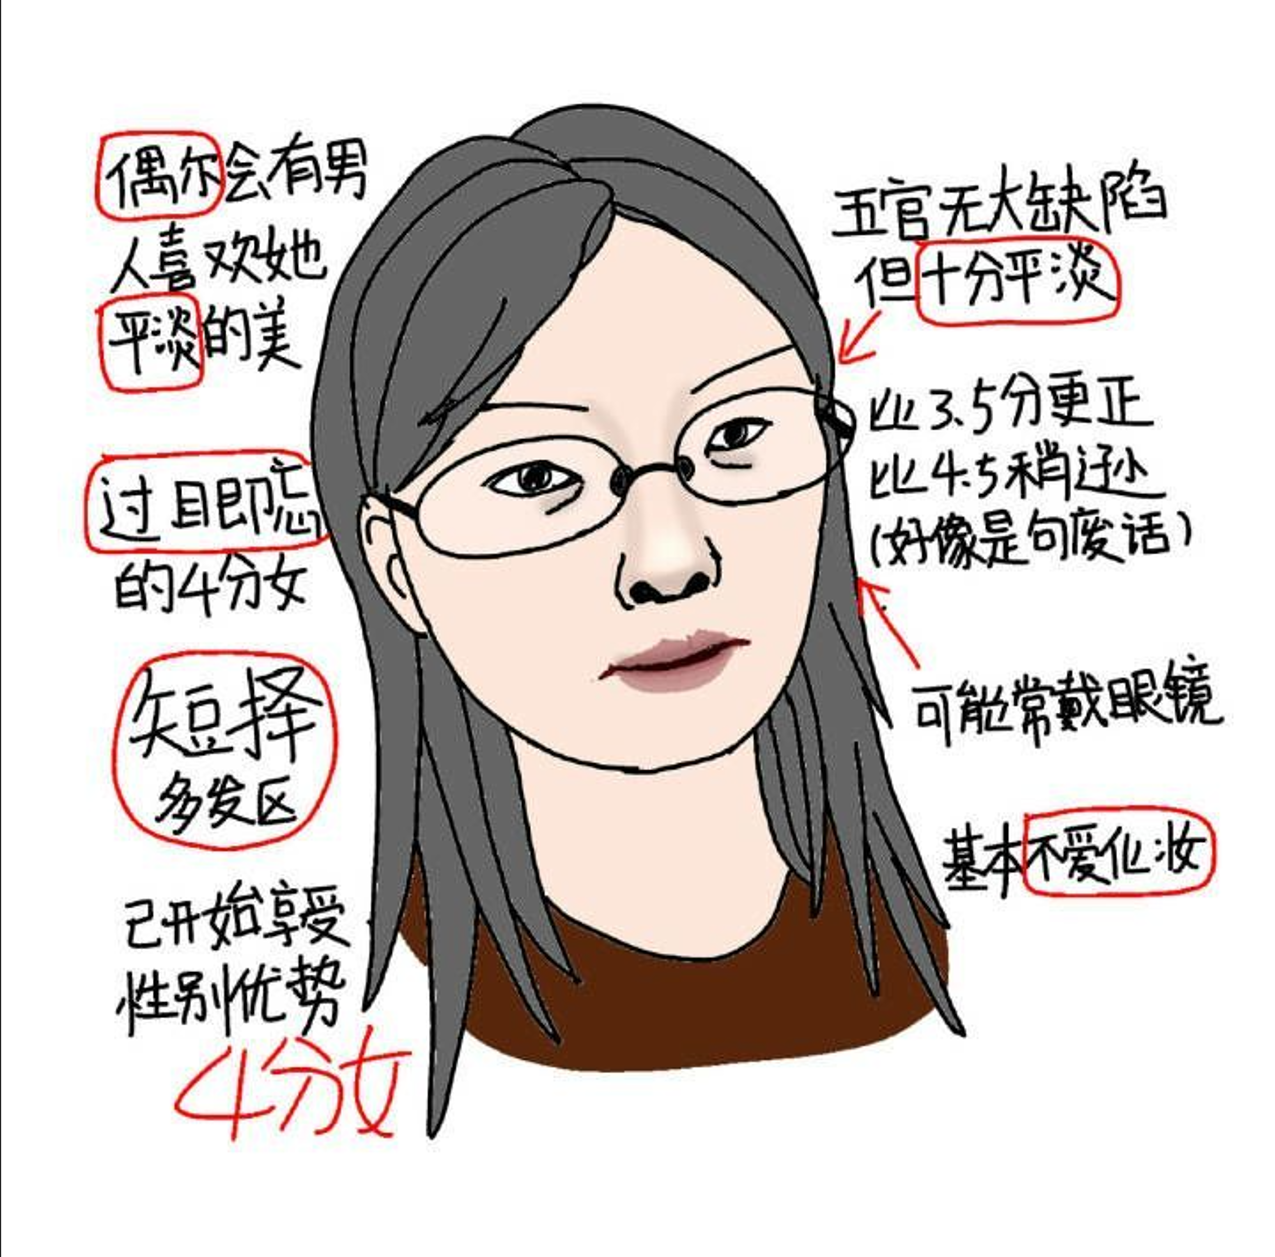 偶尔会有男
人喜欢她
平淡的美
过目即忘
的4分女
短择
多发区
已开始享受
性别优势
4分女
五官无大缺陷
但十分平淡
比3.5分更正
比4.5稍逊
(好像是句废话)
可能常戴眼镜
基本不爱化妆